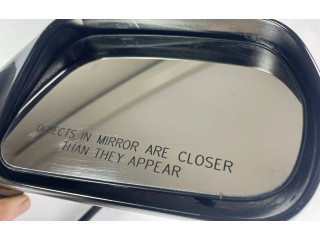 OBJECTS IN MIRROR ARE CLOSER
THAN THEY APPEAR